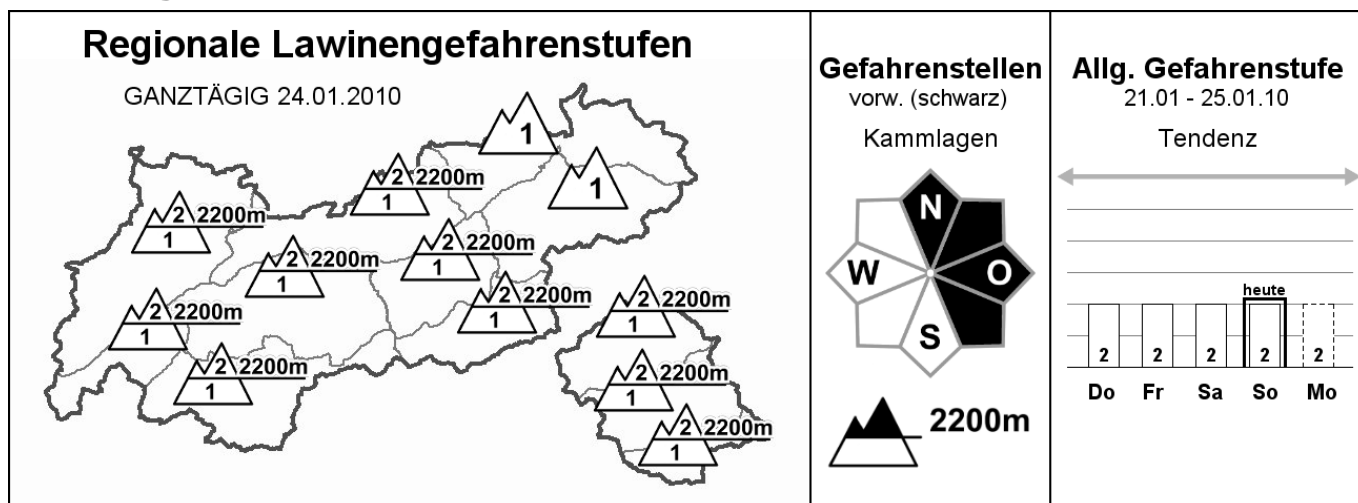 Regionale Lawinengefahrenstufen
GANZTÄGIG 24.01.2010
1
1
2 2200m
1
2 2200m
1
2 2200m
1
2 2200m
1
2 2200m
1
2 2200m
1
2 2200m
1
2 2200m
1
2 2200m
1
2 2200m
1
Gefahrenstellen
vorw. (schwarz)
Kammlagen
N
W O
S
2200m
Allg. Gefahrenstufe
21.01 - 25.01.10
Tendenz
heute
2 2 2 2 2
Do Fr Sa So Mo